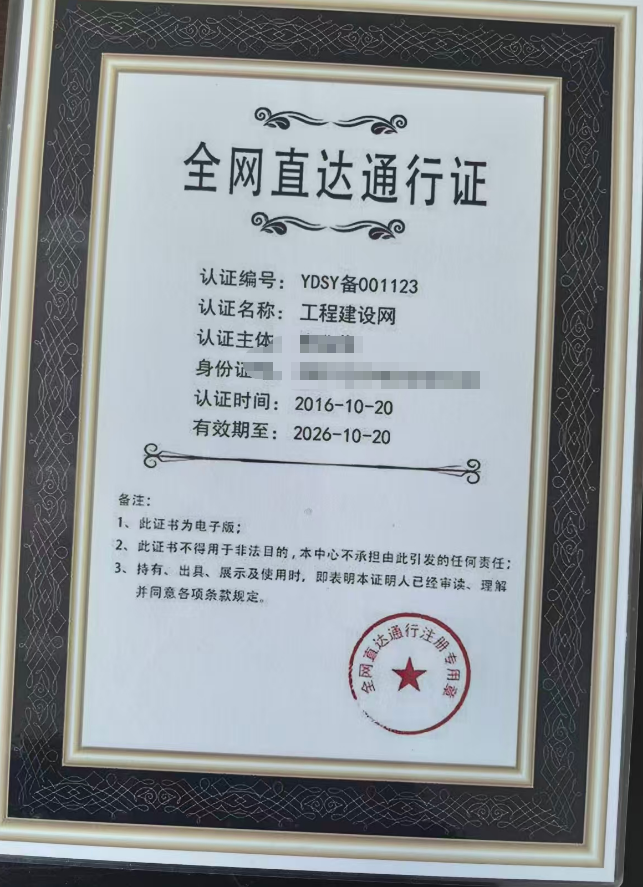 全网直达通行证
认证编号：YDSY备001123
认证名称：工程建设网
认证主体
身份证
认证时间：2016-10-20
有效期至：2026-10-20
备注：
1、此证书为电子版；
2、此证书不得用于非法目的，本中心不承担由此引发的任何责任；
3、持有、出具、展示及使用时，即表明本证明人已经审读、理解
并同意各项条款规定。
全网直达通行注册专用章